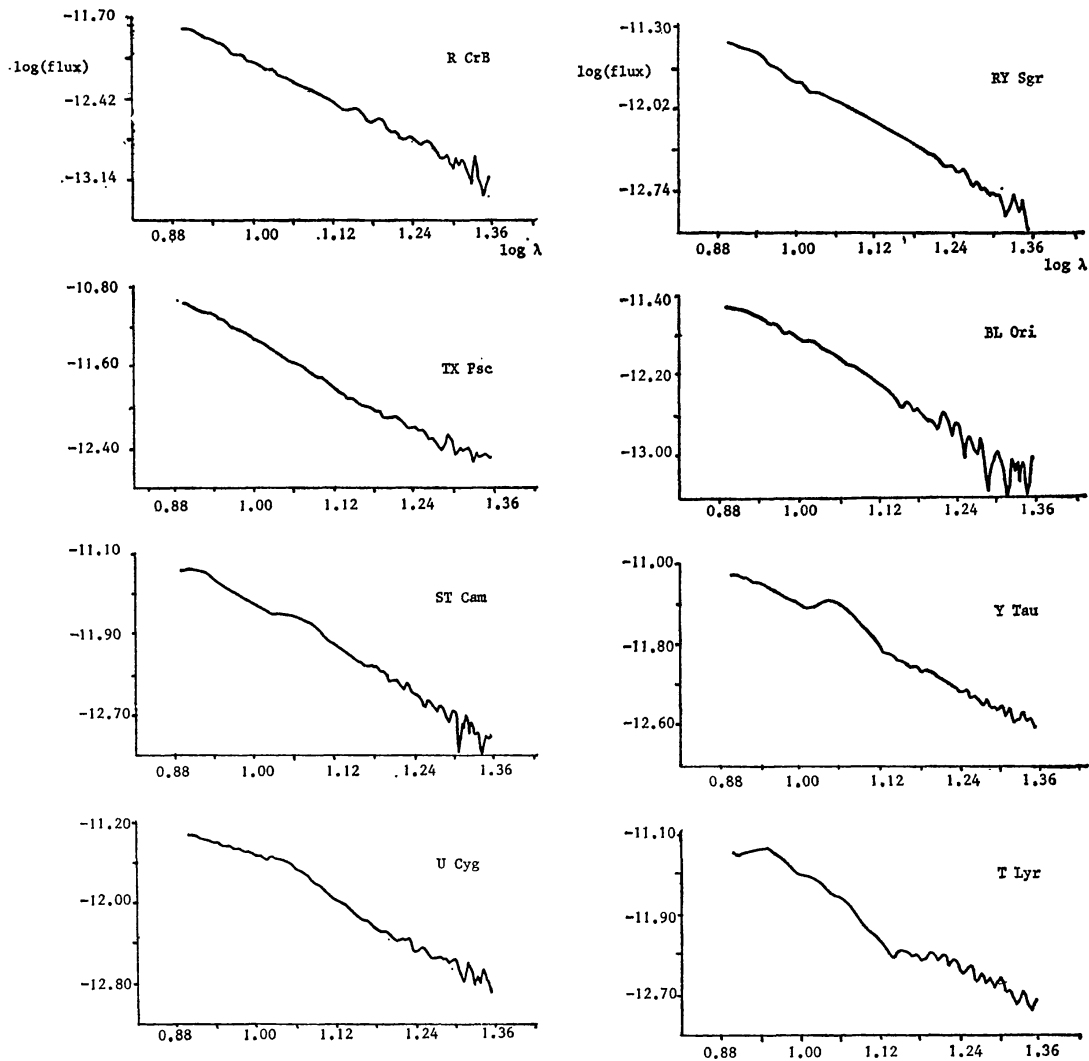 -11.70
log(flux)
R CrB
-12.42
-13.14
0.88 1.00 1.12 1.24 1.36
log λ
-11.30
log(flux)
RY Sgr
-12.02
-12.74
0.88 1.00 1.12 1.24 1.36
log λ
-10.80
-11.60
TX Psc
-12.40
0.88 1.00 1.12 1.24 1.36
-11.40
BL Ori
-12.20
-13.00
0.88 1.00 1.12 1.24 1.36
-11.10
ST Cam
-11.90
-12.70
0.88 1.00 1.12 1.24 1.36
-11.00
Y Tau
-11.80
-12.60
0.88 1.00 1.12 1.24 1.36
-11.20
U Cyg
-12.00
-12.80
0.88 1.00 1.12 1.24 1.36
-11.10
T Lyr
-11.90
-12.70
0.88 1.00 1.12 1.24 1.36